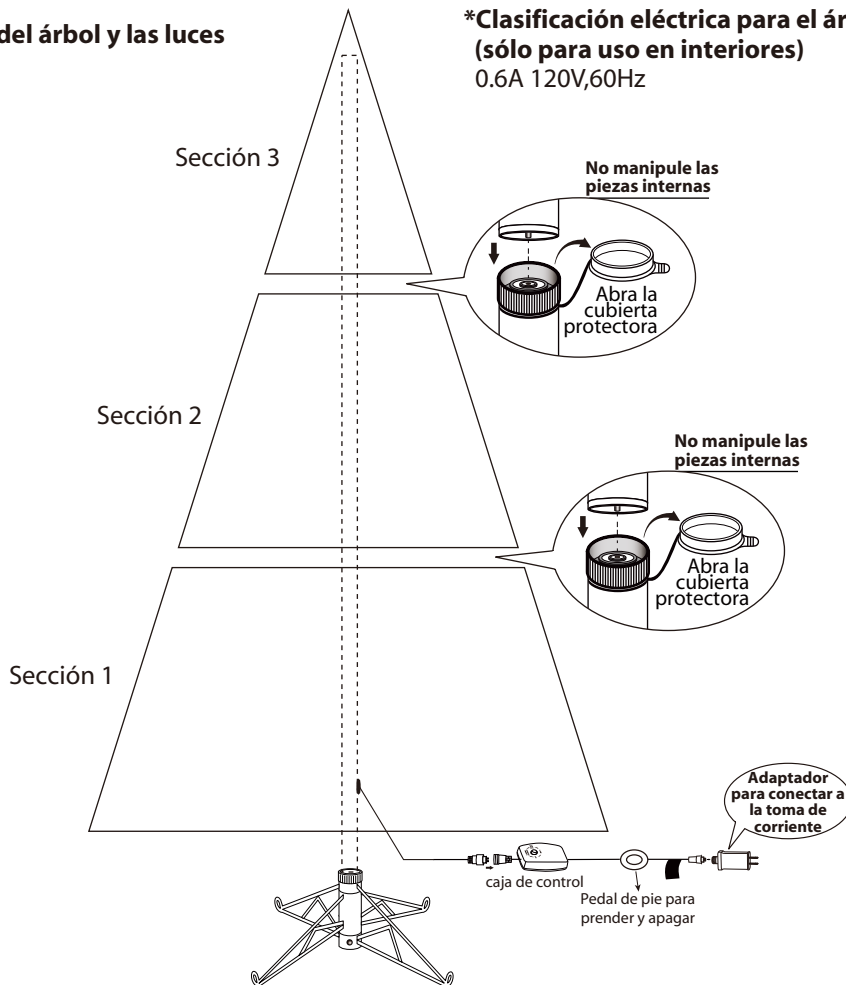 del árbol y las luces
*Clasificación eléctrica para el ár
(sólo para uso en interiores)
0.6A 120V,60Hz
Sección 3
No manipule las
piezas internas
Abra la
cubierta
protectora
Sección 2
No manipule las
piezas internas
Abra la
cubierta
protectora
Sección 1
Adaptador
para conectar a
la toma de
corriente
caja de control
Pedal de pie para
prender y apagar